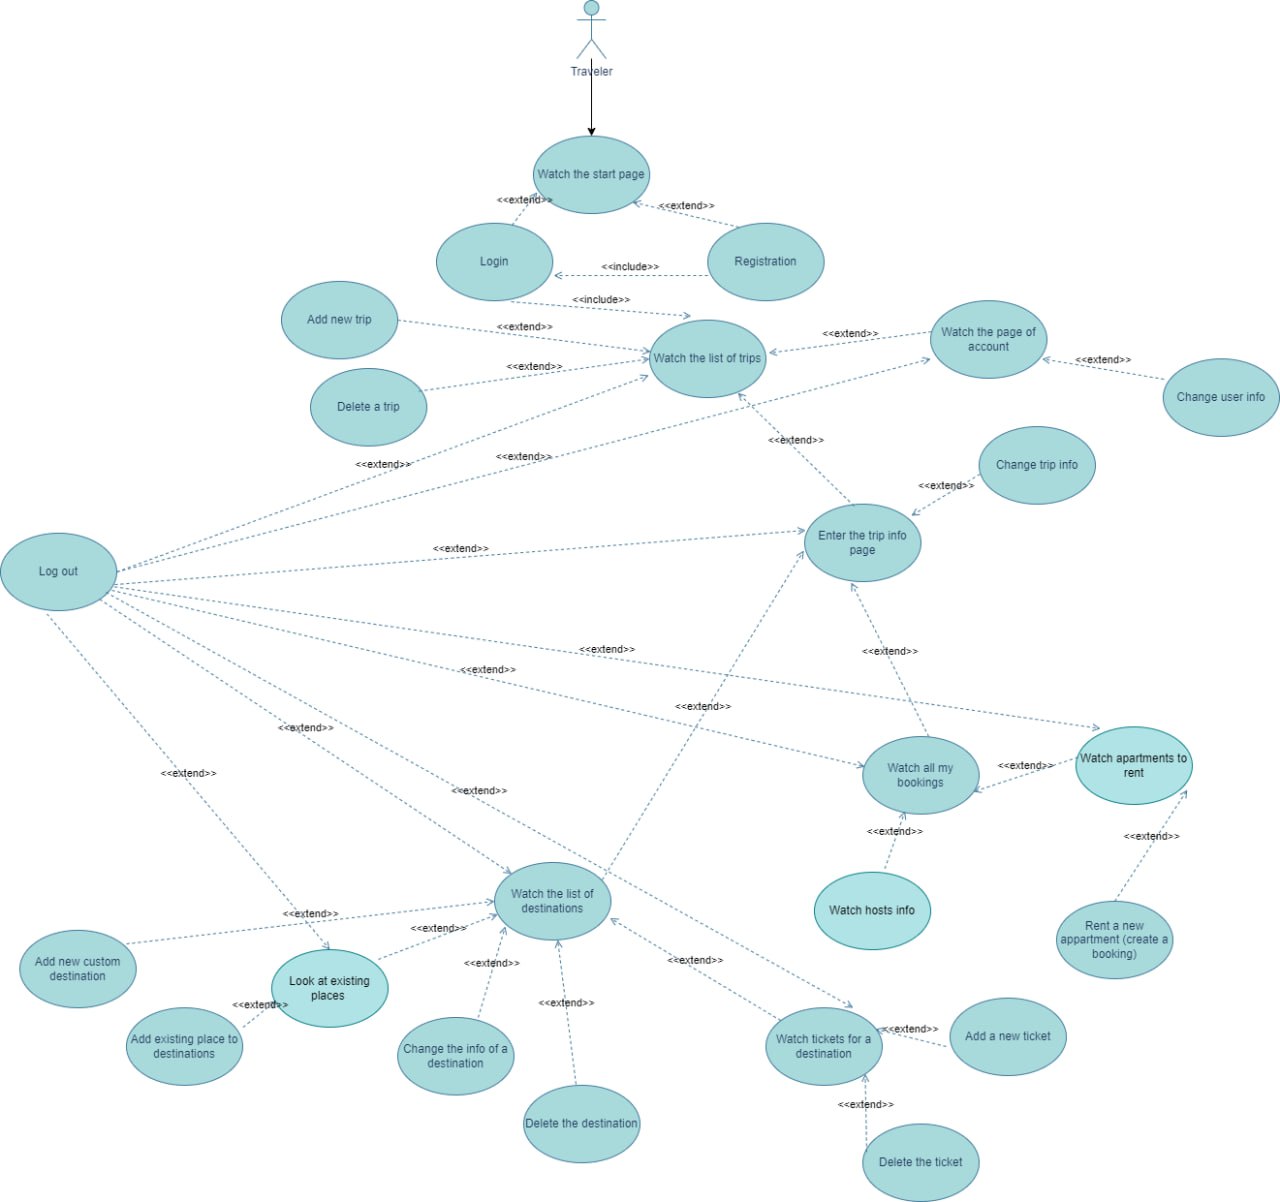 Traveler
Watch the start page
<<extend>>
<<extend>>
Login
Registration
<<include>>
<<include>>
Add new trip
<<extend>>
Watch the list of trips
<<extend>>
Watch the page of
account
<<extend>>
Change user info
Delete a trip
<<extend>>
<<extend>>
<<extend>>
<<extend>>
Change trip info
<<extend>>
Enter the trip info
page
<<extend>>
Log out
<<extend>>
<<extend>>
<<extend>>
<<extend>>
<<extend>>
Watch all my
bookings
<<extend>>
Watch apartments to
rent
<<extend>>
<<extend>>
<<extend>>
<<extend>>
Watch the list of
destinations
Watch hosts info
Rent a new
appartment (create a
booking)
<<extend>>
<<extend>>
Add new custom
destination
Look at existing
places
<<extend>>
<<extend>>
<<extend>>
<<extend>>
Add existing place to
destinations
Change the info of a
destination
Watch tickets for a
destination
<<extend>>
Add a new ticket
<<extend>>
Delete the destination
Delete the ticket